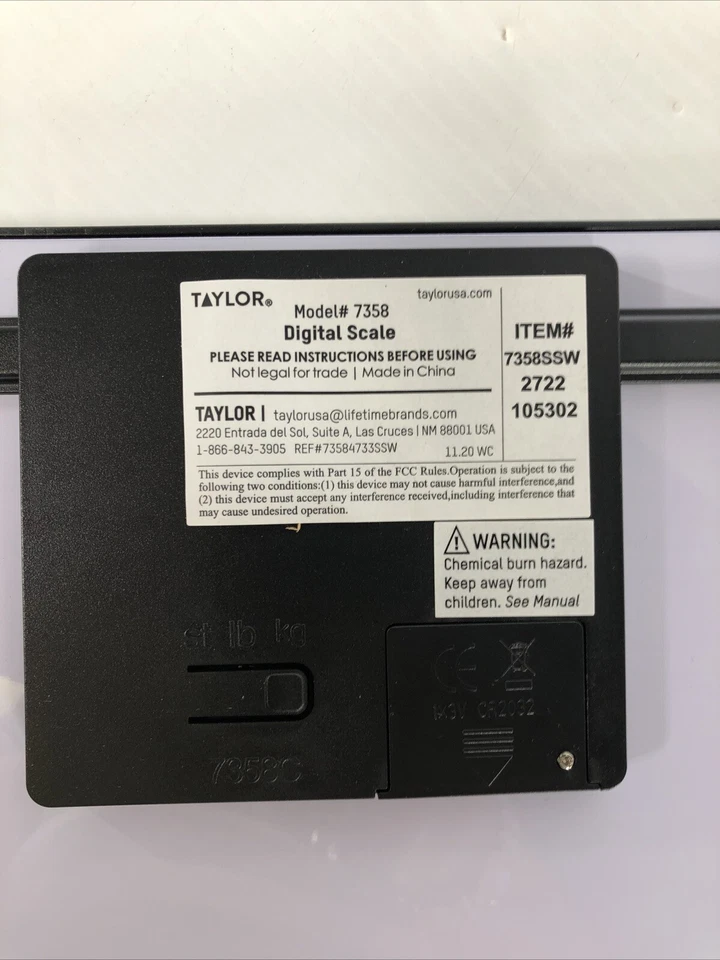 TAYLOR®
taylorusa.com
Model# 7358
Digital Scale
PLEASE READ INSTRUCTIONS BEFORE USING
Not legal for trade | Made in China
ITEM#
7358SSW
2722
105302
TAYLOR | taylorusa@lifetimebrands.com
2220 Entrada del Sol, Suite A, Las Cruces | NM 88001 USA
1-866-843-3905 REF#73584733SSW 11.20 WC
This device complies with Part 15 of the FCC Rules.Operation is subject to the
following two conditions:(1) this device may not cause harmful interference,and
(2) this device must accept any interference received,including interference that
may cause undesired operation.
WARNING:
Chemical burn hazard.
Keep away from
children. See Manual
st lb kg
CE
1×3V CR2032
7358C